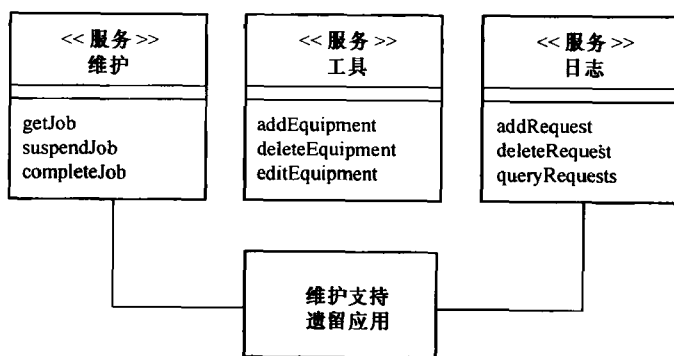 << 服务 >>
维护
getJob
suspendJob
completeJob
<< 服务 >>
工具
addEquipment
deleteEquipment
editEquipment
<< 服务 >>
日志
addRequest
deleteRequest
queryRequests
维护支持
遗留应用